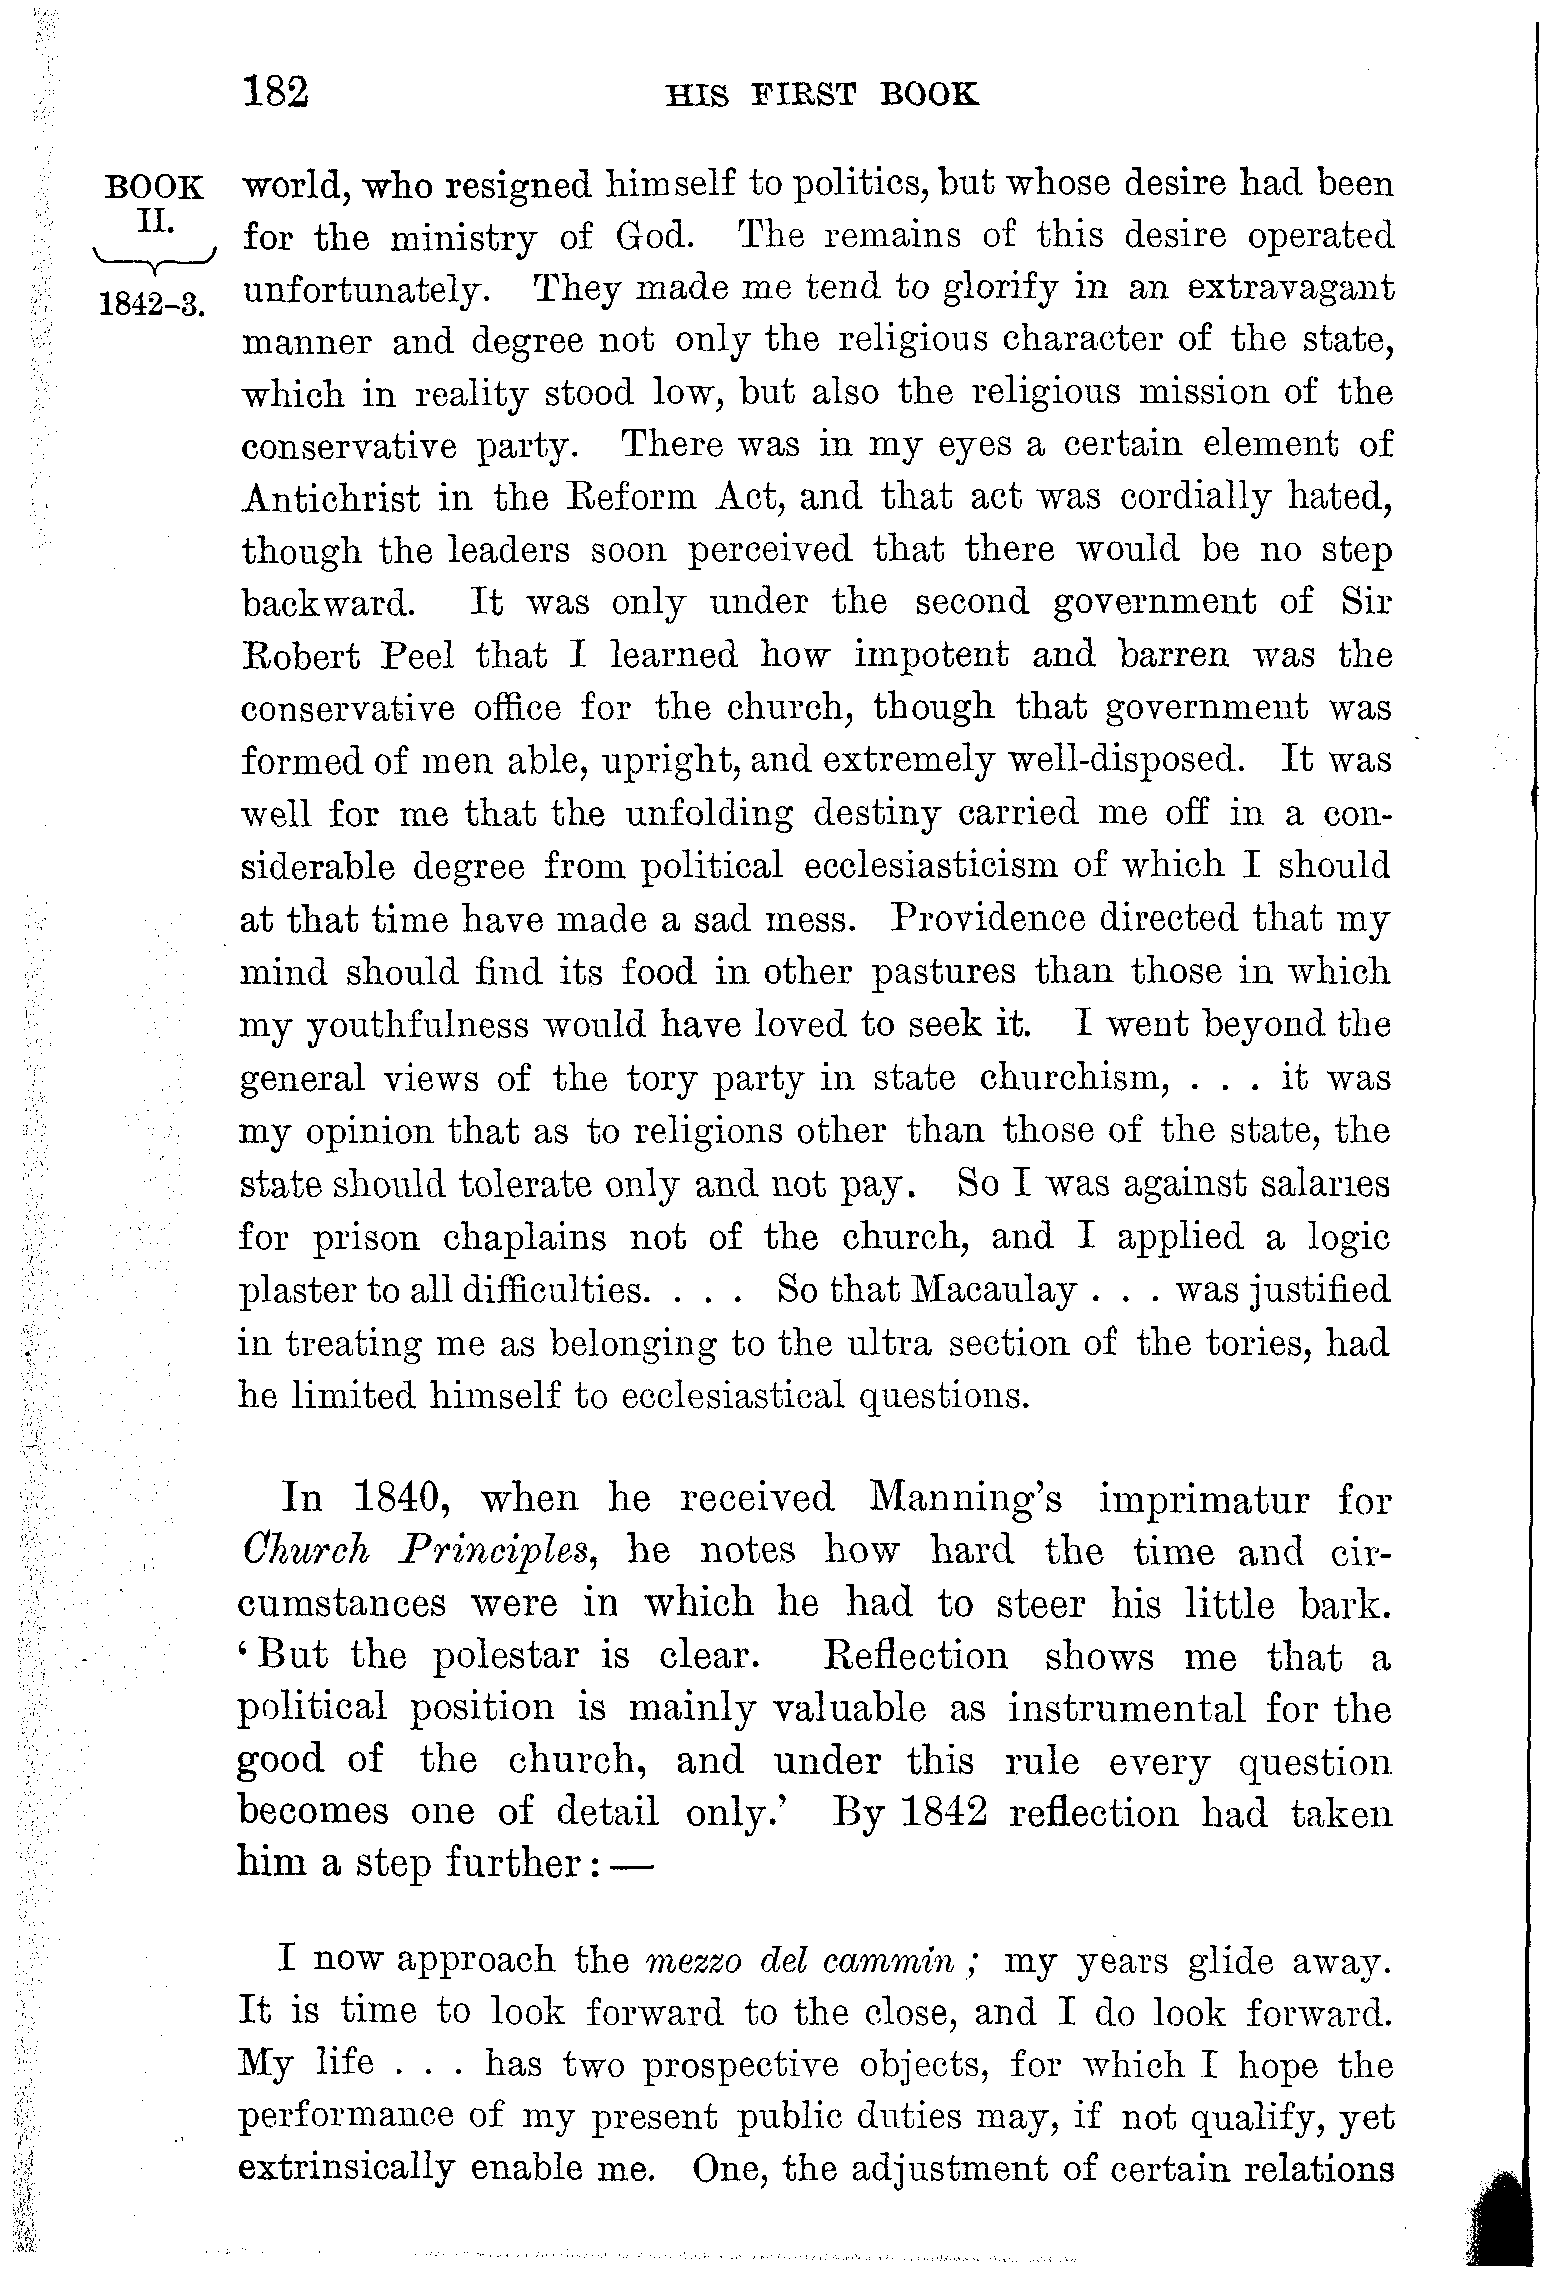 182 HIS FIRST BOOK
BOOK
II.
1842-3.
world, who resigned himself to politics, but whose desire had been
for the ministry of God. The remains of this desire operated
unfortunately. They made me tend to glorify in an extravagant
manner and degree not only the religious character of the state,
which in reality stood low, but also the religious mission of the
conservative party. There was in my eyes a certain element of
Antichrist in the Reform Act, and that act was cordially hated,
though the leaders soon perceived that there would be no step
backward. It was only under the second government of Sir
Robert Peel that I learned how impotent and barren was the
conservative office for the church, though that government was
formed of men able, upright, and extremely well-disposed. It was
well for me that the unfolding destiny carried me off in a con-
siderable degree from political ecclesiasticism of which I should
at that time have made a sad mess. Providence directed that my
mind should find its food in other pastures than those in which
my youthfulness would have loved to seek it. I went beyond the
general views of the tory party in state churchism, . . . it was
my opinion that as to religions other than those of the state, the
state should tolerate only and not pay. So I was against salaries
for prison chaplains not of the church, and I applied a logic
plaster to all difficulties. . . . So that Macaulay . . . was justified
in treating me as belonging to the ultra section of the tories, had
he limited himself to ecclesiastical questions.
In 1840, when he received Manning's imprimatur for
Church Principles, he notes how hard the time and cir-
cumstances were in which he had to steer his little bark.
'But the polestar is clear. Reflection shows me that a
political position is mainly valuable as instrumental for the
good of the church, and under this rule every question
becomes one of detail only.' By 1842 reflection had taken
him a step further: —
I now approach the mezzo del cammin; my years glide away.
It is time to look forward to the close, and I do look forward.
My life . . . has two prospective objects, for which I hope the
performance of my present public duties may, if not qualify, yet
extrinsically enable me. One, the adjustment of certain relations